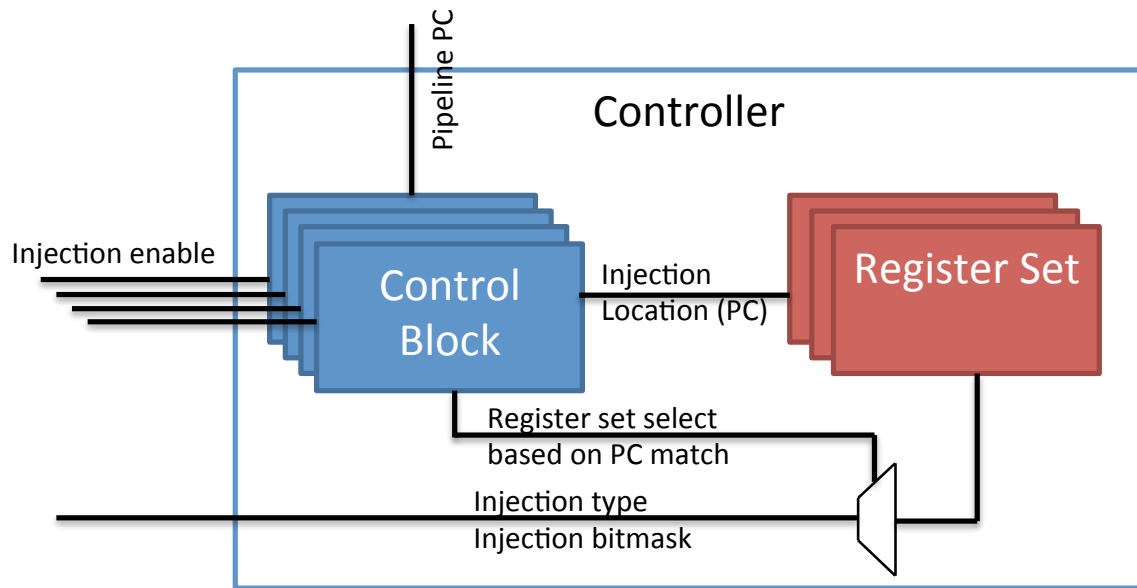 Pipeline PC
Controller
Injection enable
Control
Block
Injection
Location (PC)
Register Set
Register set select
based on PC match
Injection type
Injection bitmask